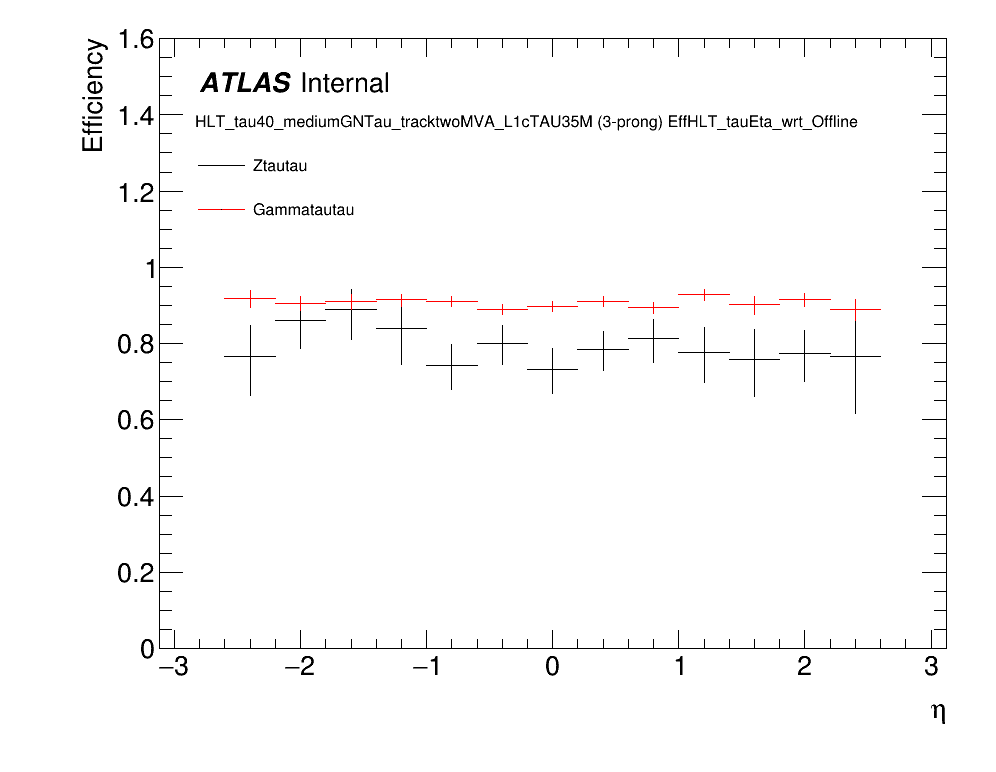 Efficiency
1.6
1.4
1.2
1
0.8
0.6
0.4
0.2
0
ATLAS Internal
HLT_tau40_mediumGNTau_tracktwoMVA_L1cTAU35M (3-prong) EffHLT_tauEta_wrt_Offline
Ztautau
Gammatautau
−3 −2 −1 0 1 2 3
η